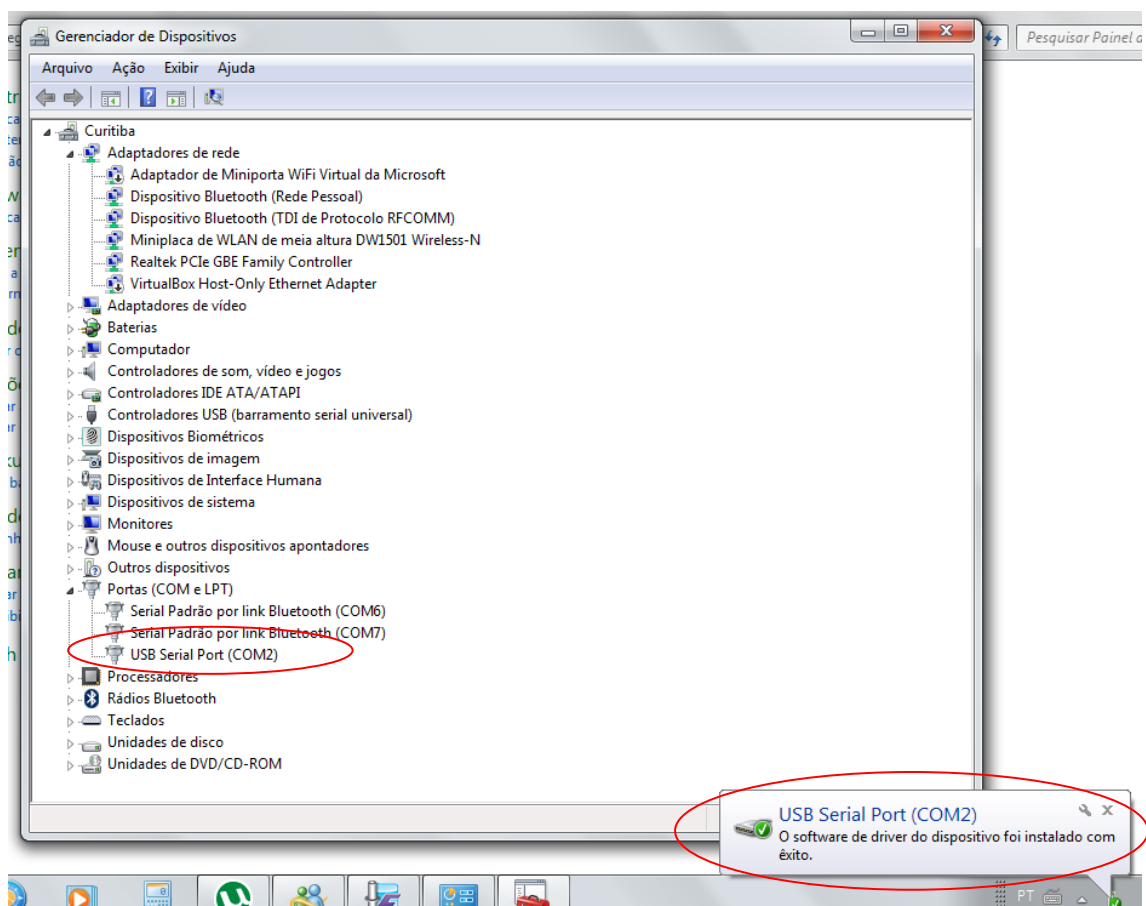 Gerenciador de Dispositivos
Pesquisar Painel d
Arquivo Ação Exibir Ajuda
Curitiba
Adaptadores de rede
Adaptador de Miniporta WiFi Virtual da Microsoft
Dispositivo Bluetooth (Rede Pessoal)
Dispositivo Bluetooth (TDI de Protocolo RFCOMM)
Miniplaca de WLAN de meia altura DW1501 Wireless-N
Realtek PCIe GBE Family Controller
VirtualBox Host-Only Ethernet Adapter
Adaptadores de vídeo
Baterias
Computador
Controladores de som, vídeo e jogos
Controladores IDE ATA/ATAPI
Controladores USB (barramento serial universal)
Dispositivos Biométricos
Dispositivos de imagem
Dispositivos de Interface Humana
Dispositivos de sistema
Monitores
Mouse e outros dispositivos apontadores
Outros dispositivos
Portas (COM e LPT)
Serial Padrão por link Bluetooth (COM6)
Serial Padrão por link Bluetooth (COM7)
USB Serial Port (COM2)
Processadores
Rádios Bluetooth
Teclados
Unidades de disco
Unidades de DVD/CD-ROM
USB Serial Port (COM2)
O software de driver do dispositivo foi instalado com
êxito.
PT